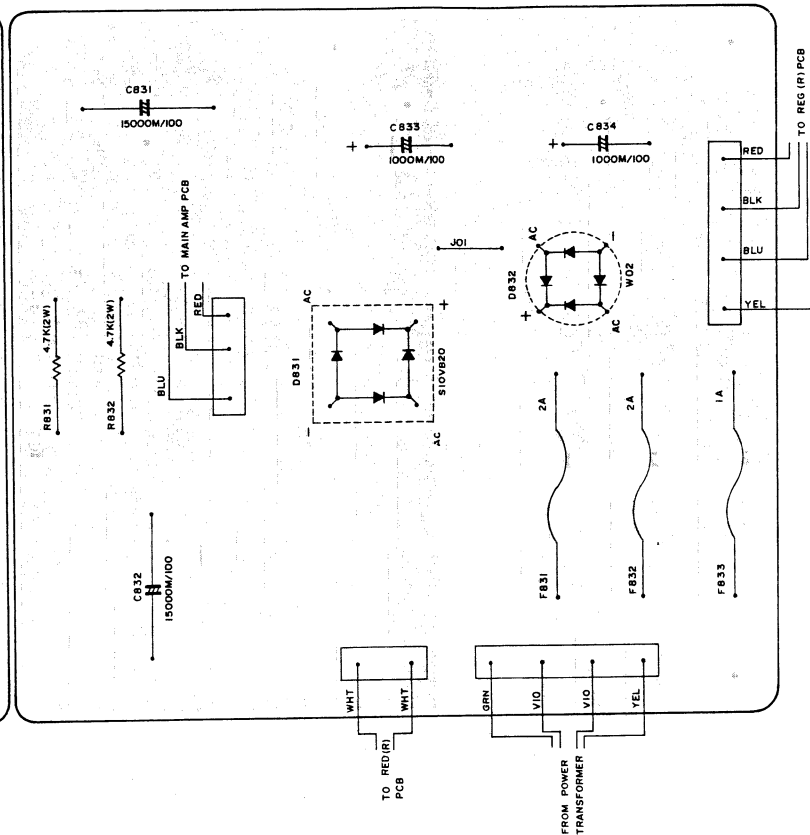 C831
15000M/100
C833
1000M/100
C834
1000M/100
TO REG (R) PCB
RED
BLK
BLU
YEL
TO MAIN AMP PCB
RED
BLK
BLU
4.7K(2W)
R831
4.7K(2W)
R832
J01
D831
AC
AC
S10VB20
D832
AC
AC
W02
C832
15000M/100
2A
F831
2A
F832
1A
F833
WHT
WHT
TO RED(R)
PCB
GRN
VIO
VIO
YEL
FROM POWER
TRANSFORMER